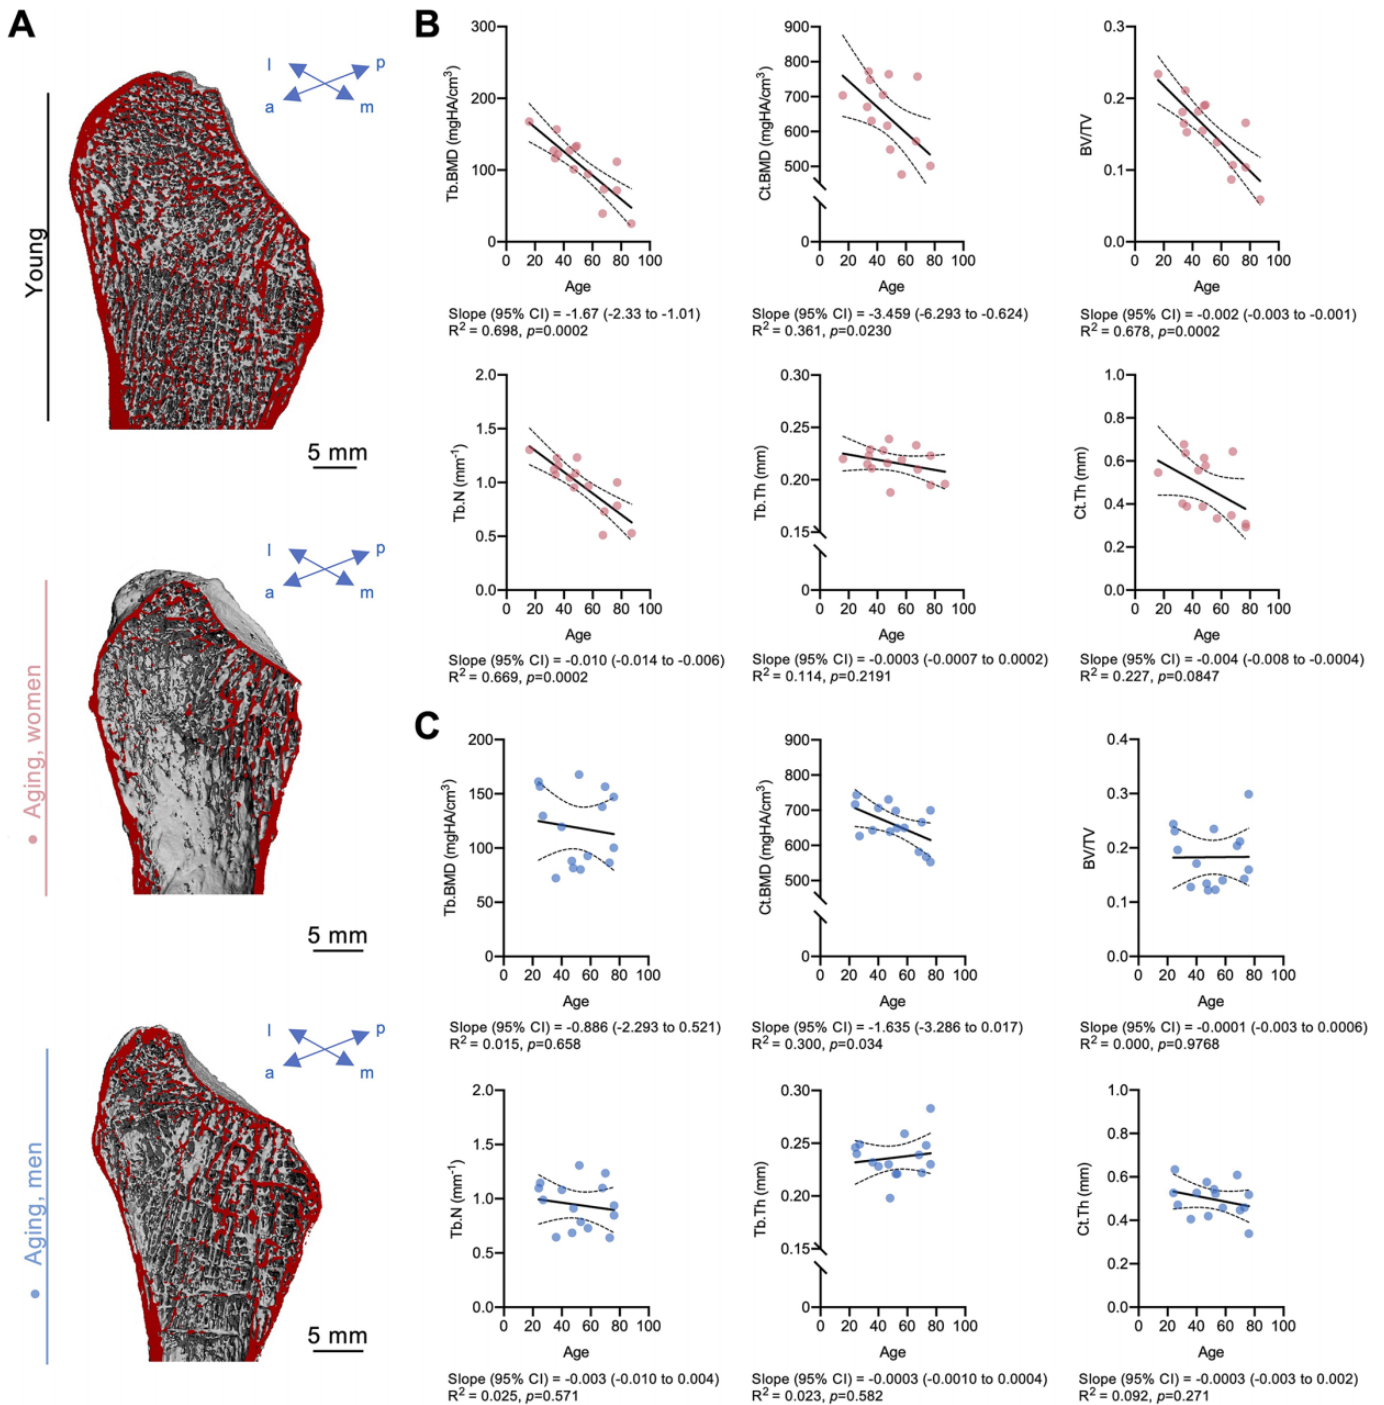 A
l
p
a
m
Young
5 mm
l
p
a
m
Aging, women
5 mm
l
p
a
m
Aging, men
5 mm
B
300
200
100
0
Tb.BMD (mgHA/cm³)
0 20 40 60 80 100
Age
Slope (95% CI) = -1.67 (-2.33 to -1.01)
R² = 0.698, p=0.0002
900
800
700
600
500
0
Ct.BMD (mgHA/cm³)
0 20 40 60 80 100
Age
Slope (95% CI) = -3.459 (-6.293 to -0.624)
R² = 0.361, p=0.0230
0.3
0.2
0.1
0.0
BV/TV
0 20 40 60 80 100
Age
Slope (95% CI) = -0.002 (-0.003 to -0.001)
R² = 0.678, p=0.0002
2.0
1.5
1.0
0.5
0.0
Tb.N (mm⁻¹)
0 20 40 60 80 100
Age
Slope (95% CI) = -0.010 (-0.014 to -0.006)
R² = 0.669, p=0.0002
0.30
0.25
0.20
0.15
0
Tb.Th (mm)
0 20 40 60 80 100
Age
Slope (95% CI) = -0.0003 (-0.0007 to 0.0002)
R² = 0.114, p=0.2191
1.0
0.8
0.6
0.4
0.2
0.0
Ct.Th (mm)
0 20 40 60 80 100
Age
Slope (95% CI) = -0.004 (-0.008 to -0.0004)
R² = 0.227, p=0.0847
C
200
150
100
50
0
Tb.BMD (mgHA/cm³)
0 20 40 60 80 100
Age
Slope (95% CI) = -0.886 (-2.293 to 0.521)
R² = 0.015, p=0.658
900
800
700
600
500
0
Ct.BMD (mgHA/cm³)
0 20 40 60 80 100
Age
Slope (95% CI) = -1.635 (-3.286 to 0.017)
R² = 0.300, p=0.034
0.4
0.3
0.2
0.1
0.0
BV/TV
0 20 40 60 80 100
Age
Slope (95% CI) = -0.0001 (-0.003 to 0.0006)
R² = 0.000, p=0.9768
2.0
1.5
1.0
0.5
0.0
Tb.N (mm⁻¹)
0 20 40 60 80 100
Age
Slope (95% CI) = -0.003 (-0.010 to 0.004)
R² = 0.025, p=0.571
0.30
0.25
0.20
0.15
0
Tb.Th (mm)
0 20 40 60 80 100
Age
Slope (95% CI) = -0.0003 (-0.0010 to 0.0004)
R² = 0.023, p=0.582
1.0
0.8
0.6
0.4
0.2
0.0
Ct.Th (mm)
0 20 40 60 80 100
Age
Slope (95% CI) = -0.0003 (-0.003 to 0.002)
R² = 0.092, p=0.271